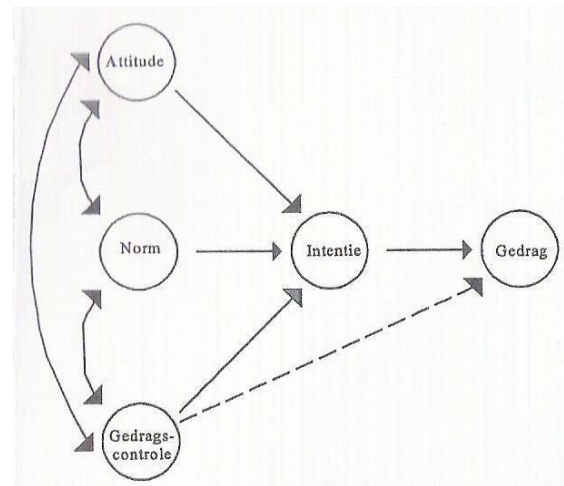 Attitude
Norm
Intentie
Gedrag
Gedrags-
controle